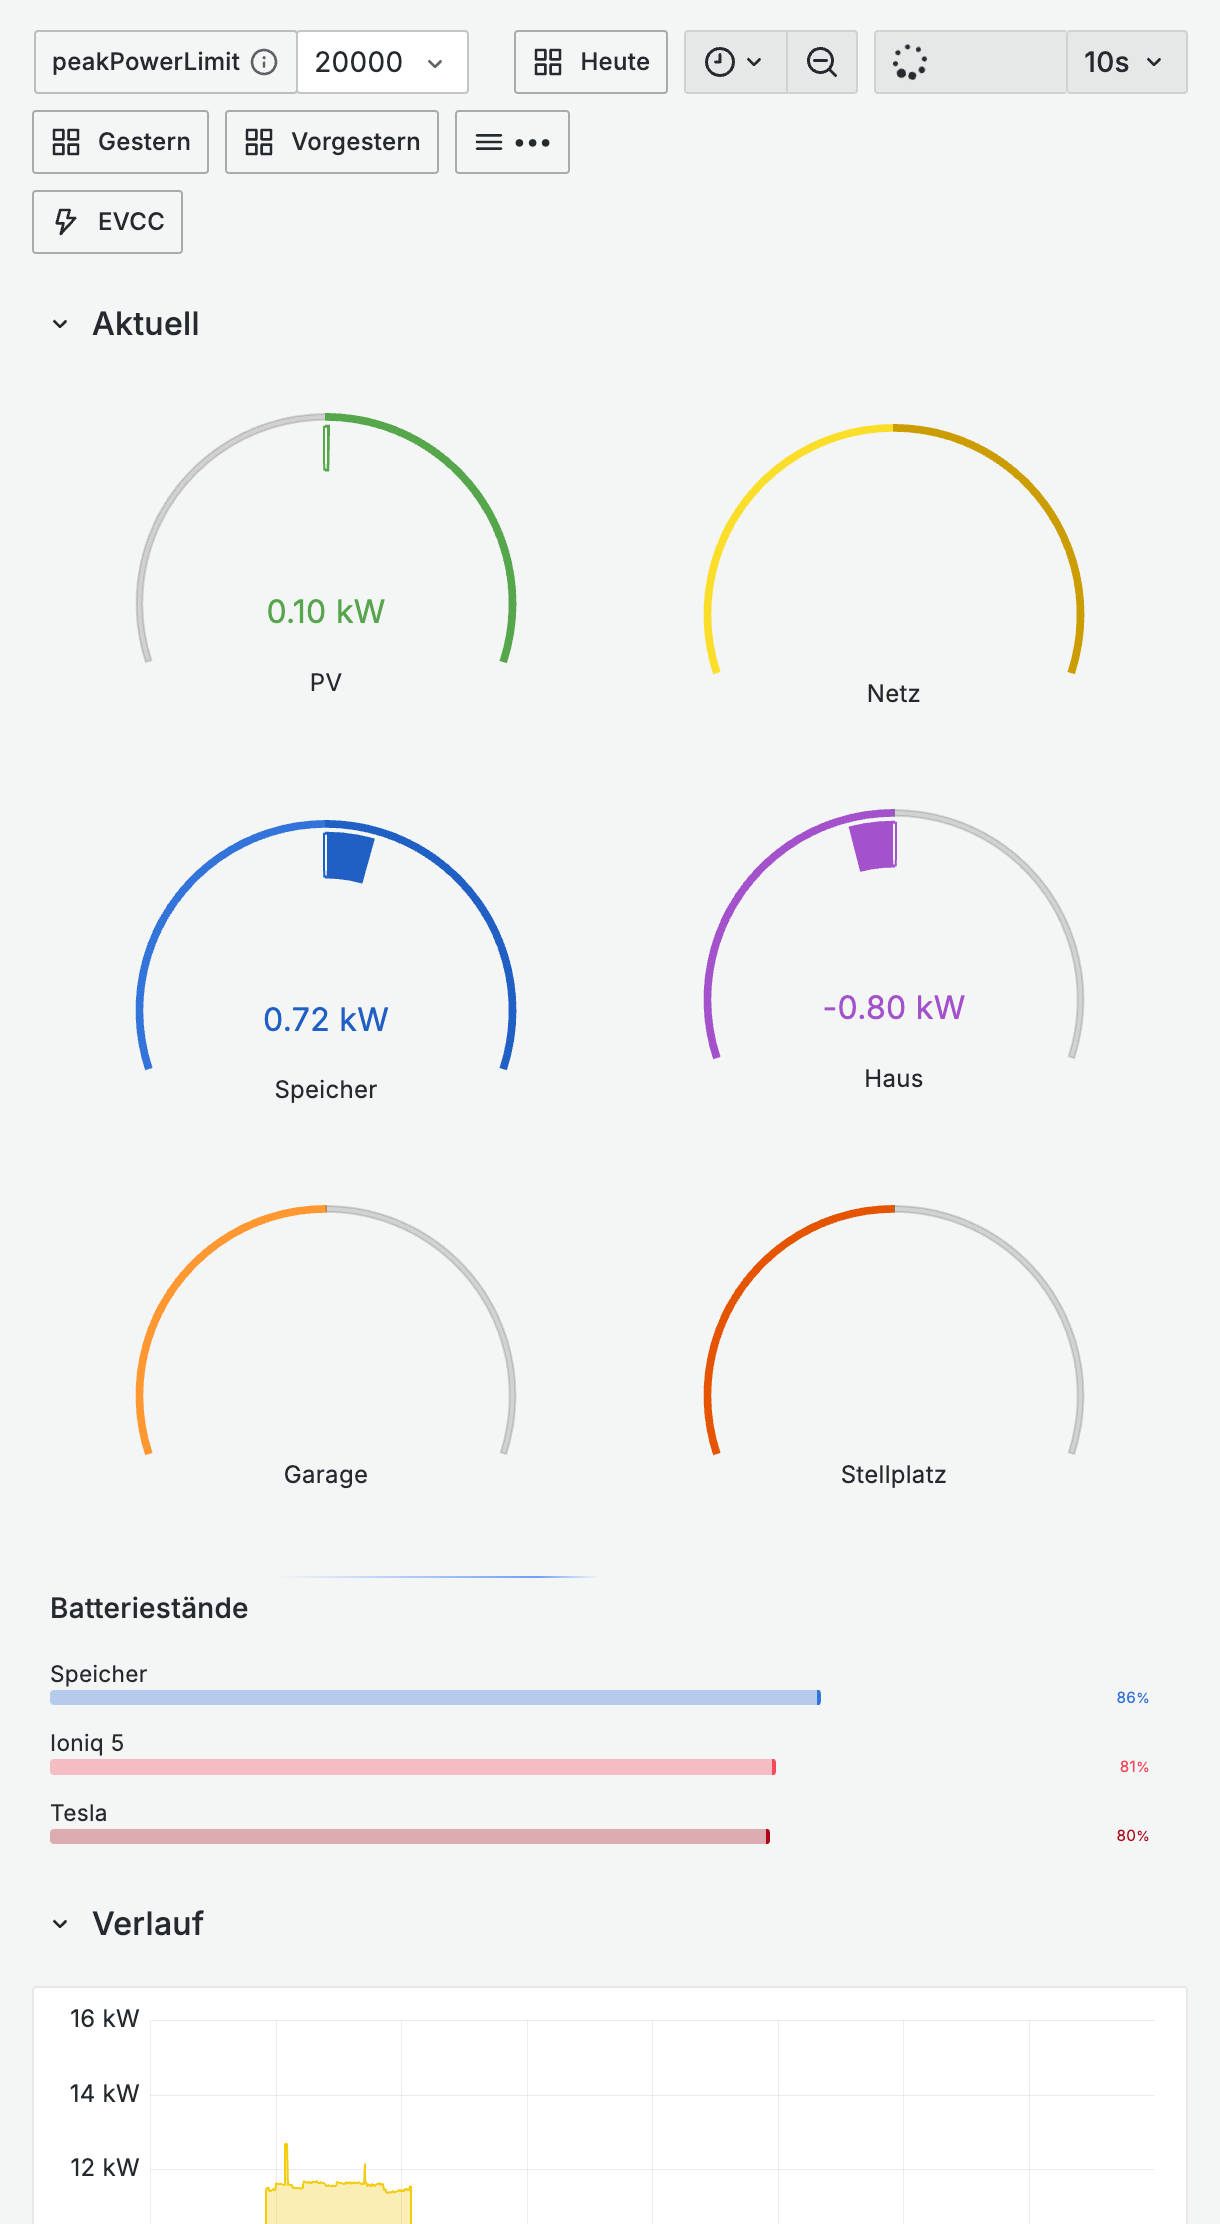 peakPowerLimit 20000 Heute 10s
Gestern Vorgestern
EVCC
Aktuell
0.10 kW
PV
Netz
0.72 kW
Speicher
-0.80 kW
Haus
Garage
Stellplatz
Batteriestände
Speicher
86%
Ioniq 5
81%
Tesla
80%
Verlauf
16 kW
14 kW
12 kW